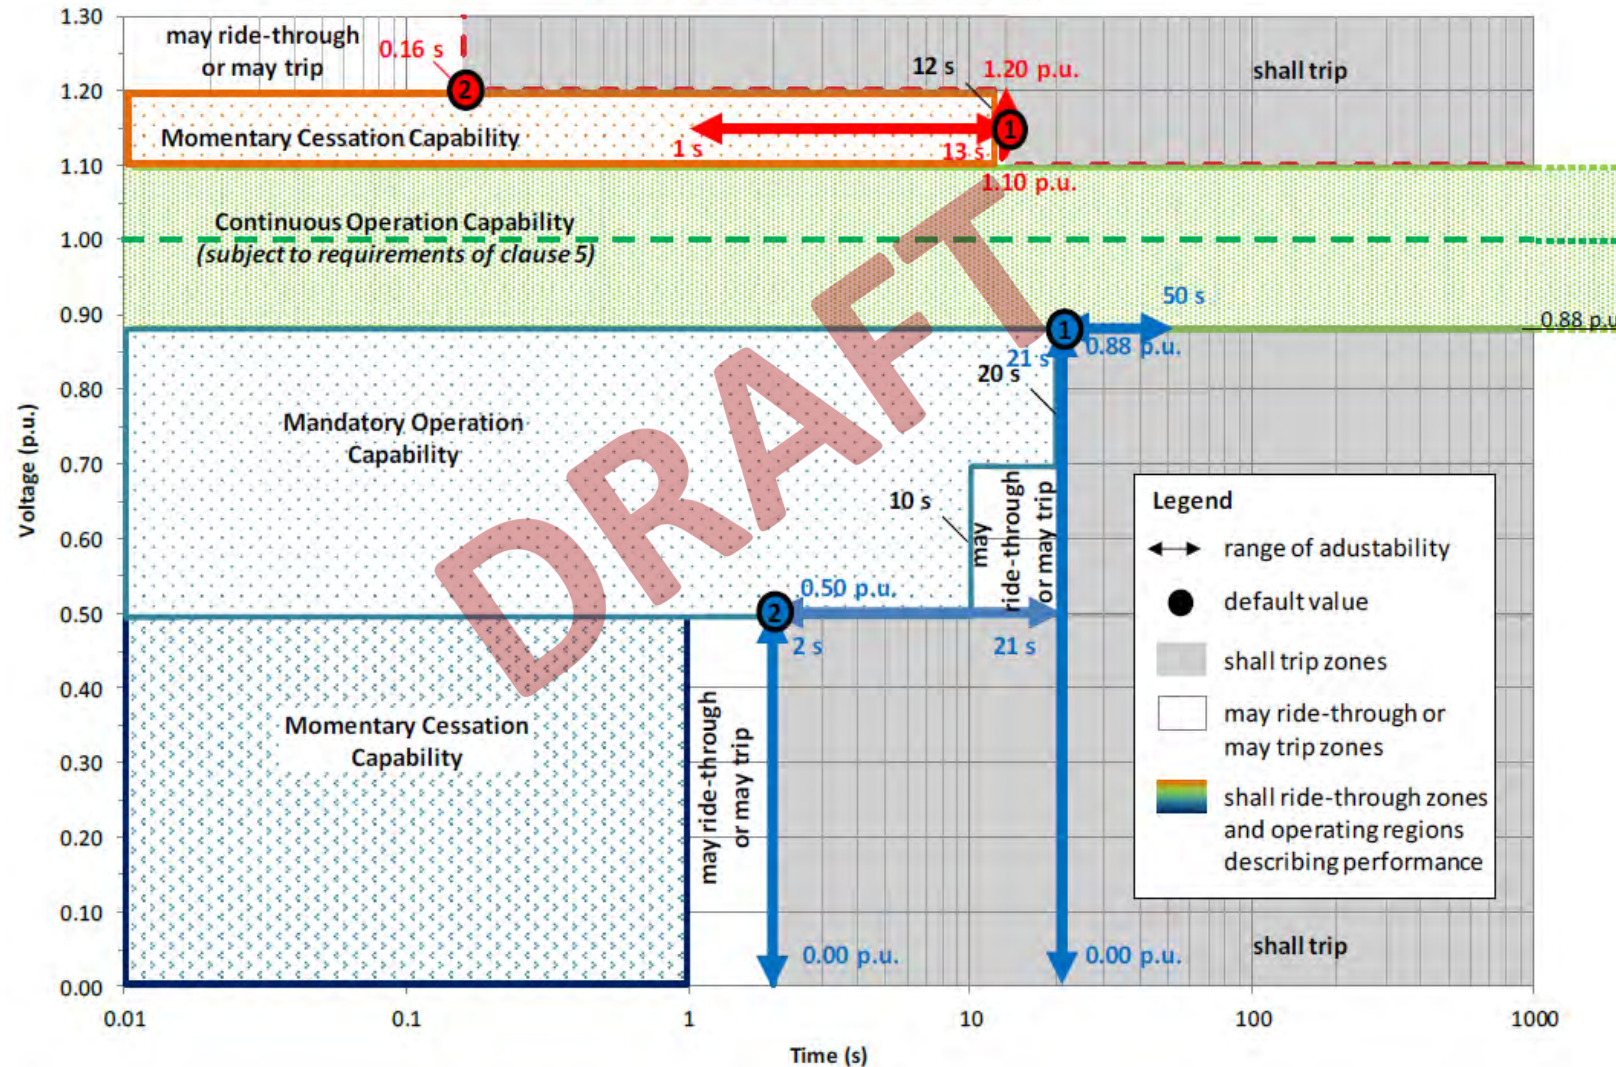 1.30
1.20
1.10
1.00
0.90
0.80
0.70
0.60
0.50
0.40
0.30
0.20
0.10
0.00
Voltage (p.u.)
may ride-through
or may trip
0.16 s
2
12 s
1.20 p.u.
shall trip
Momentary Cessation Capability
1 s
13 s
1
1.10 p.u.
Continuous Operation Capability
(subject to requirements of clause 5)
50 s
0.88 p.u
1
0.88 p.u.
21 s
20 s
Mandatory Operation
Capability
10 s
may
ride-through
or may trip
DRAFT
0.50 p.u.
2
2 s
21 s
Momentary Cessation
Capability
may ride-through
or may trip
0.00 p.u.
0.00 p.u.
shall trip
Legend
range of adustability
default value
shall trip zones
may ride-through or
may trip zones
shall ride-through zones
and operating regions
describing performance
0.01
0.1
1
10
100
1000
Time (s)